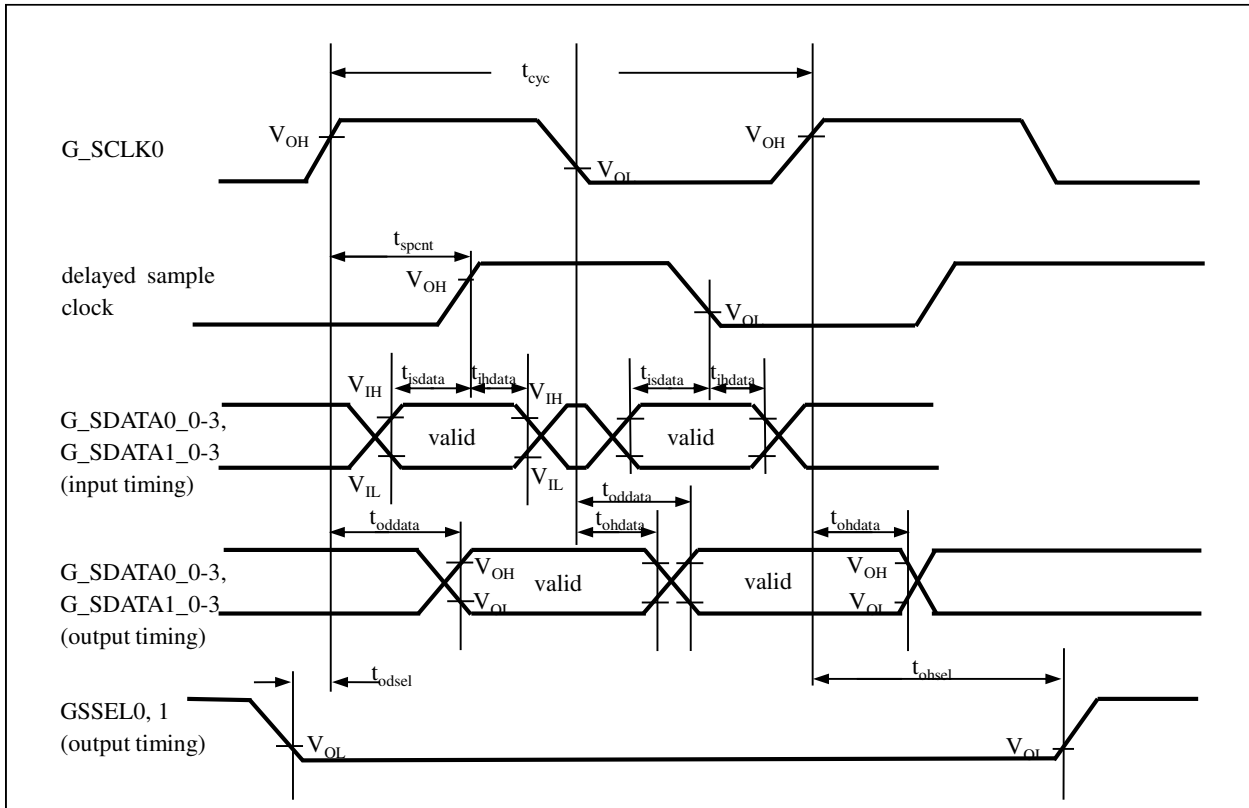 t_cyc
G_SCLK0
V_OH
V_OL
V_OH
t_spcnt
delayed sample
clock
V_OH
V_OL
t_isdata t_ihdata t_isdata t_ihdata
V_IH V_IH
G_SDATA0_0-3,
G_SDATA1_0-3
(input timing)
valid valid
V_IL V_IL
t_oddata
t_oddata t_ohdata t_ohdata
G_SDATA0_0-3,
G_SDATA1_0-3
(output timing)
V_OH valid valid V_OH
V_OL V_OL
t_odsel t_ohsel
GSSEL0, 1
(output timing)
V_OL V_OL